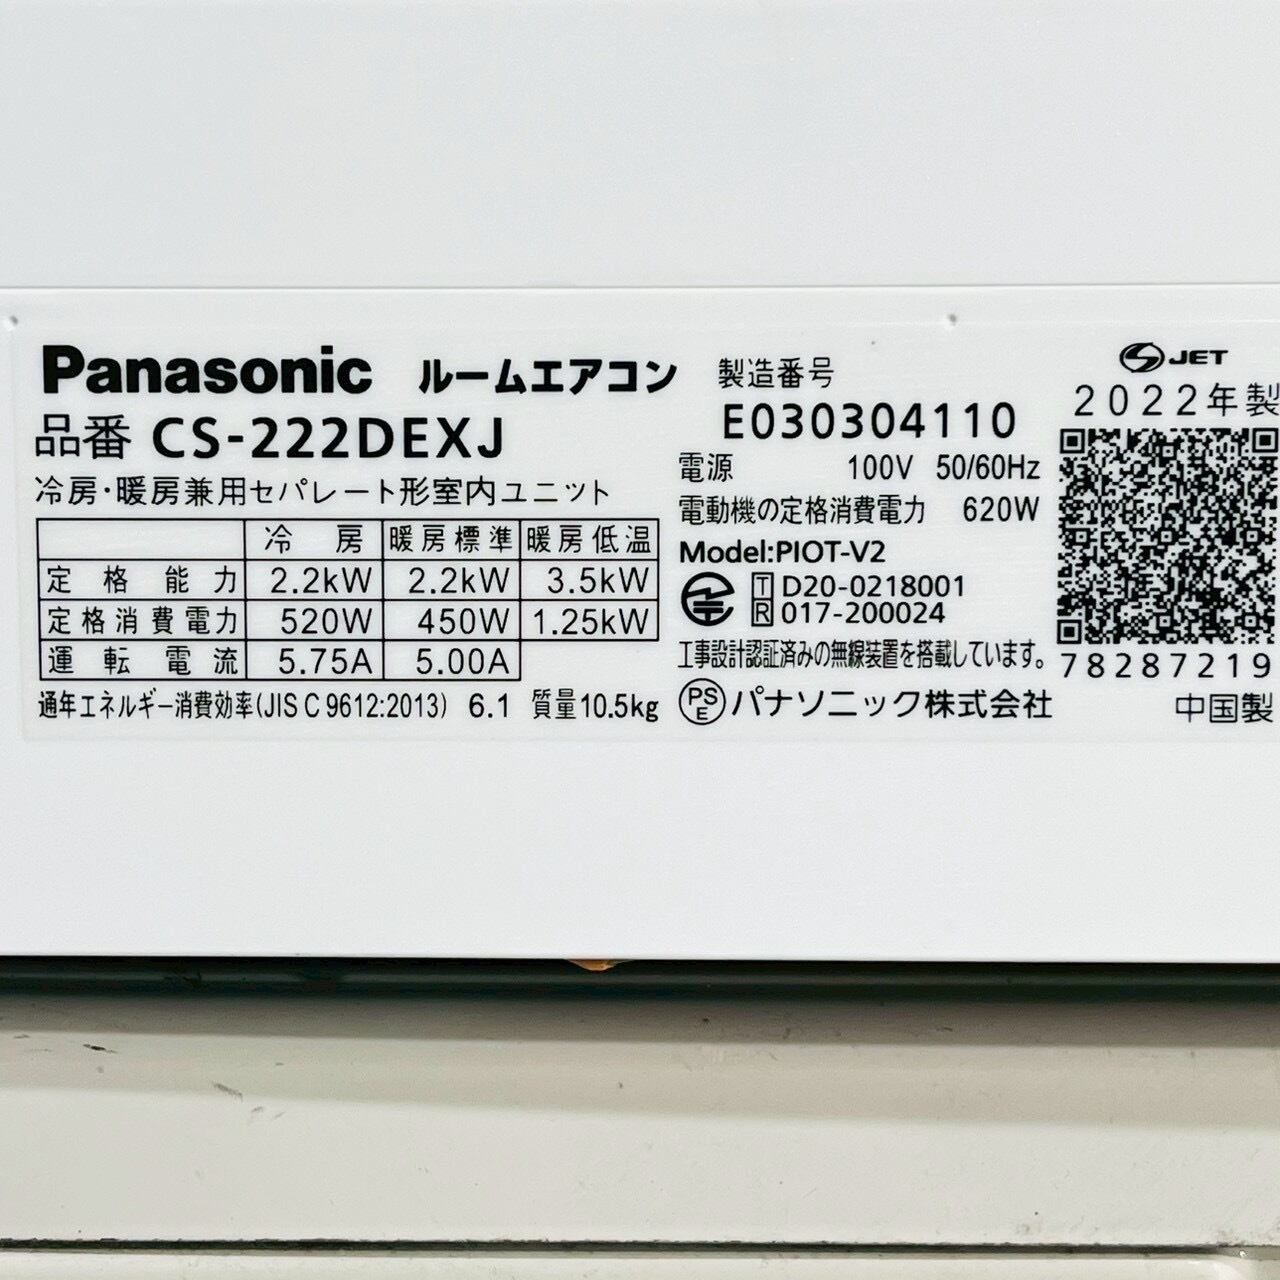 Panasonic ルームエアコン
品番 CS-222DEXJ
冷房・暖房兼用セパレート形室内ユニット
冷房 暖房標準 暖房低温
定格能力 2.2kW 2.2kW 3.5kW
定格消費電力 520W 450W 1.25kW
運転電流 5.75A 5.00A
通年エネルギー消費効率(JIS C 9612:2013) 6.1 質量10.5kg
製造番号
E030304110
電源 100V 50/60Hz
電動機の定格消費電力 620W
Model:PIOT-V2
T D20-0218001
R 017-200024
工事設計認証済みの無線装置を搭載しています。
PSE パナソニック株式会社
JET
2022年製
78287219
中国製